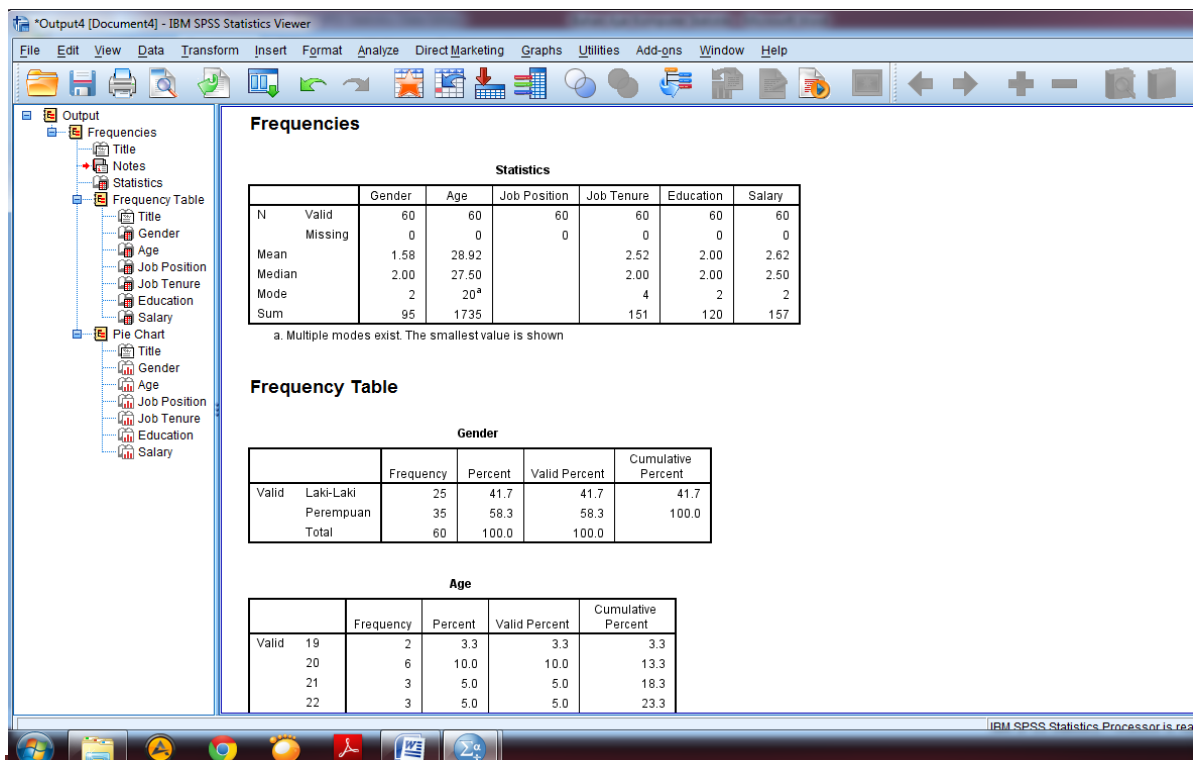 *Output4 [Document4] - IBM SPSS Statistics Viewer
File Edit View Data Transform Insert Format Analyze Direct Marketing Graphs Utilities Add-ons Window Help
Output
Frequencies
Title
Notes
Statistics
Frequency Table
Title
Gender
Age
Job Position
Job Tenure
Education
Salary
Pie Chart
Title
Gender
Age
Job Position
Job Tenure
Education
Salary
Frequencies
Statistics
Gender Age Job Position Job Tenure Education Salary
N Valid 60 60 60 60 60 60
Missing 0 0 0 0 0 0
Mean 1.58 28.92 2.52 2.00 2.62
Median 2.00 27.50 2.00 2.00 2.50
Mode 2 20a 4 2 2
Sum 95 1735 151 120 157
a. Multiple modes exist. The smallest value is shown
Frequency Table
Gender
Frequency Percent Valid Percent Cumulative Percent
Valid Laki-Laki 25 41.7 41.7 41.7
Perempuan 35 58.3 58.3 100.0
Total 60 100.0 100.0
Age
Frequency Percent Valid Percent Cumulative Percent
Valid 19 2 3.3 3.3 3.3
20 6 10.0 10.0 13.3
21 3 5.0 5.0 18.3
22 3 5.0 5.0 23.3
IBM SPSS Statistics Processor is rea